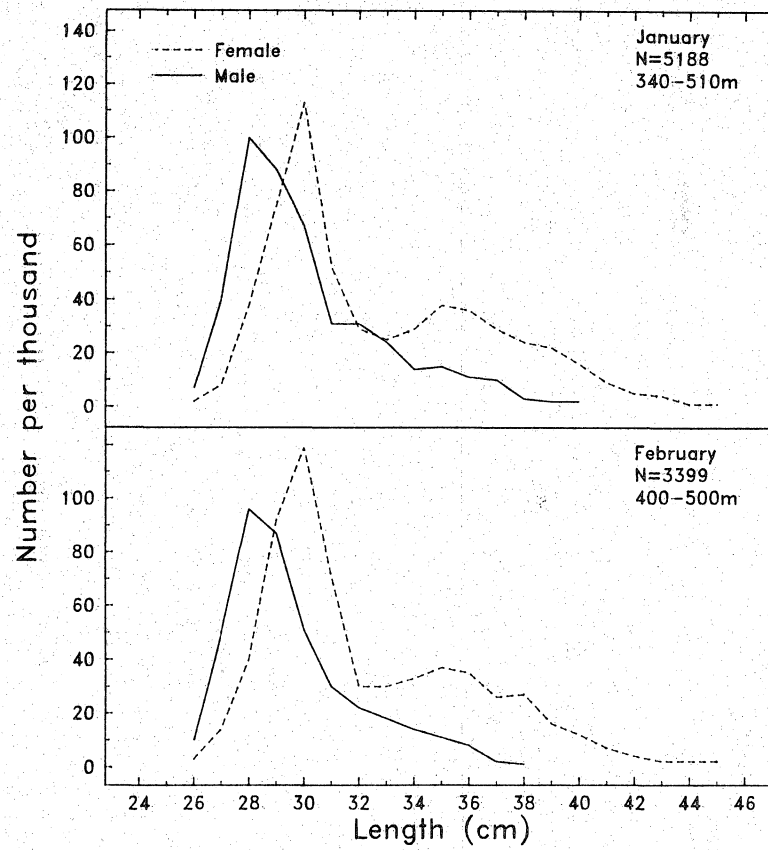 Number per thousand
140
120
100
80
60
40
20
0
Female
Male
January
N=5188
340-510m
100
80
60
40
20
0
February
N=3399
400-500m
24 26 28 30 32 34 36 38 40 42 44 46
Length (cm)